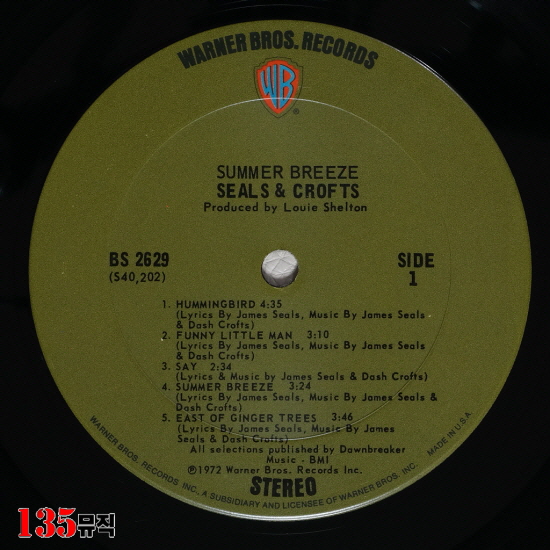 WARNER BROS. RECORDS
WB
®
SUMMER BREEZE
SEALS & CROFTS
Produced by Louie Shelton
BS 2629
(S40,202)
SIDE
1
1. HUMMINGBIRD 4:35
(Lyrics By James Seals, Music By James Seals
& Dash Crofts)
2. FUNNY LITTLE MAN 3:10
(Lyrics By James Seals, Music By James Seals
& Dash Crofts)
3. SAY 2:34
(Lyrics & Music by James Seals & Dash Crofts)
4. SUMMER BREEZE 3:24
(Lyrics By James Seals, Music By James Seals &
Dash Crofts)
5. EAST OF GINGER TREES 3:46
(Lyrics By James Seals, Music By James
Seals & Dash Crofts)
All selections published by Dawnbreaker
Music - BMI
℗1972 Warner Bros. Records Inc.
STEREO
WARNER BROS. RECORDS INC., A SUBSIDIARY AND LICENSEE OF WARNER BROS. INC. MADE IN U.S.A.
135뮤직